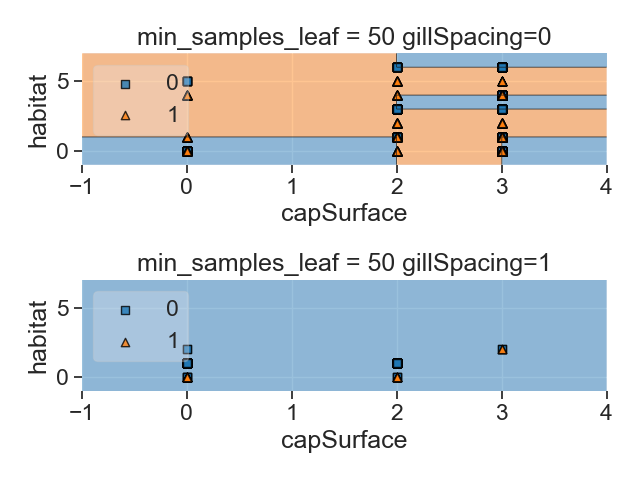 min_samples_leaf = 50 gillSpacing=0
habitat
5
0
0
1
−1 0 1 2 3 4
capSurface
min_samples_leaf = 50 gillSpacing=1
habitat
5
0
0
1
−1 0 1 2 3 4
capSurface